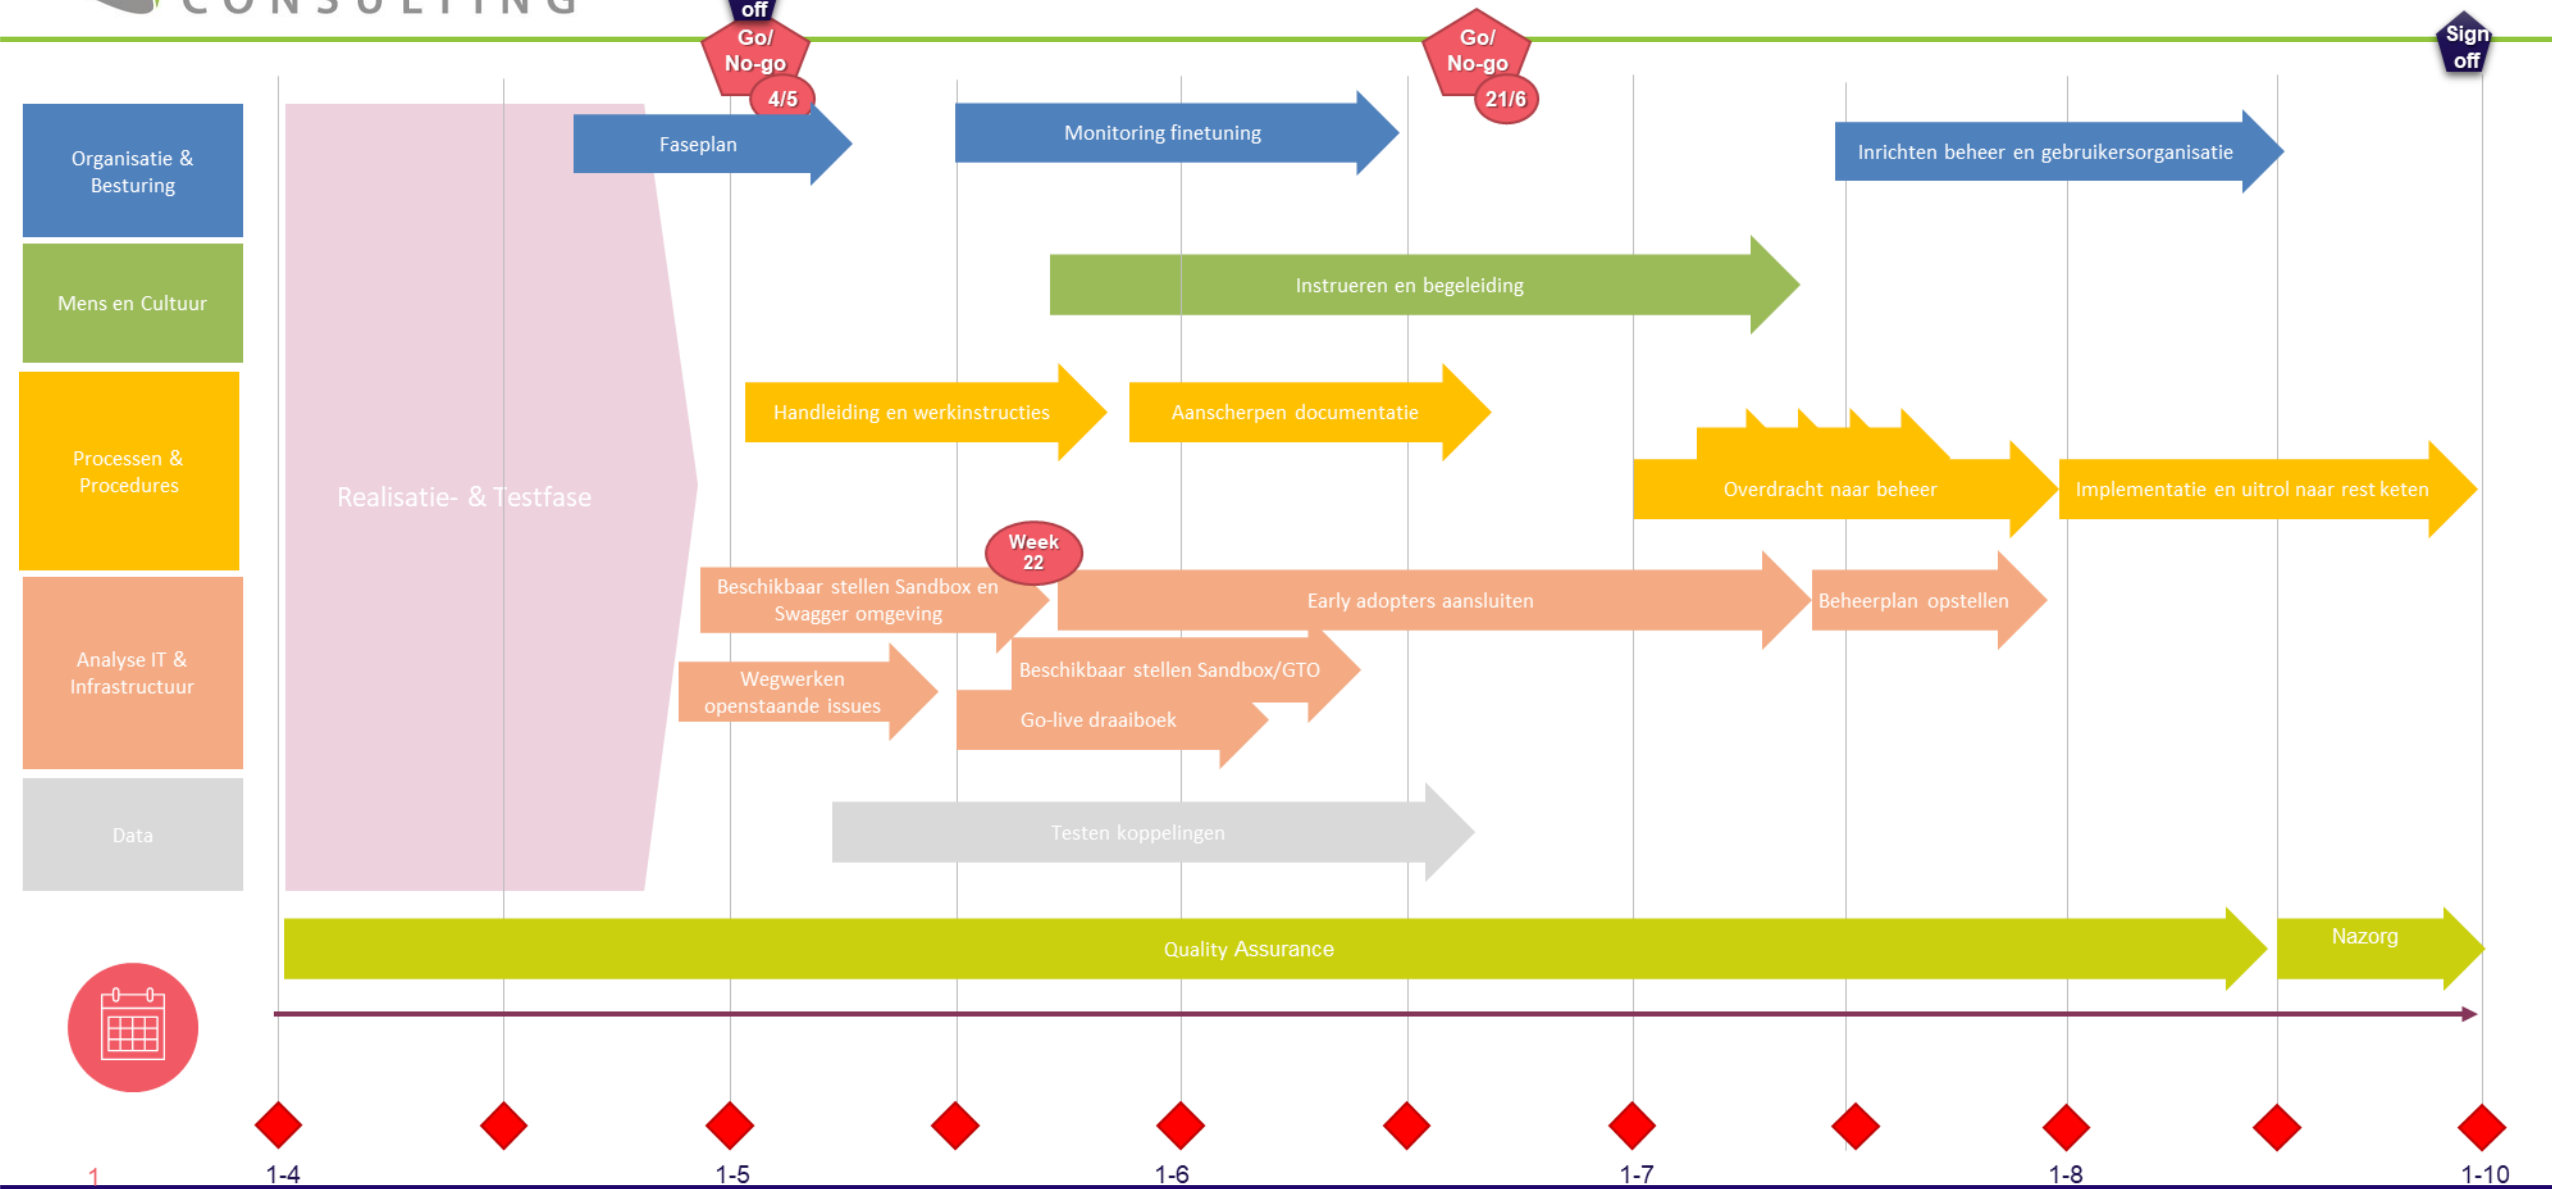 CONSULTING
off
Go/
No-go
4/5
Go/
No-go
21/6
Sign
off
Organisatie &
Besturing
Faseplan
Monitoring finetuning
Inrichten beheer en gebruikersorganisatie
Mens en Cultuur
Instrueren en begeleiding
Processen &
Procedures
Handleiding en werkinstructies
Aanscherpen documentatie
Realisatie- & Testfase
Overdracht naar beheer
Implementatie en uitrol naar rest keten
Week
22
Analyse IT &
Infrastructuur
Beschikbaar stellen Sandbox en
Swagger omgeving
Early adopters aansluiten
Beheerplan opstellen
Wegwerken
openstaande issues
Beschikbaar stellen Sandbox/GTO
Go-live draaiboek
Data
Testen koppelingen
Quality Assurance
Nazorg
1
1-4
1-5
1-6
1-7
1-8
1-10